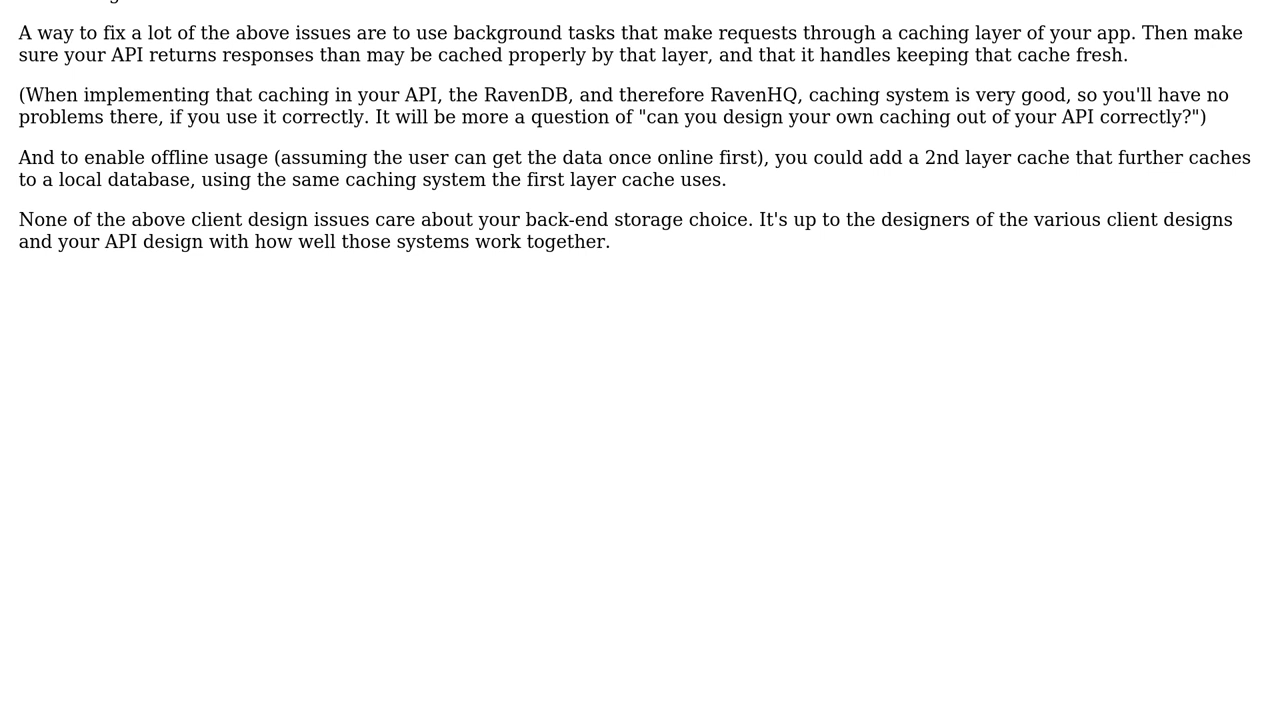 A way to fix a lot of the above issues are to use background tasks that make requests through a caching layer of your app. Then make
sure your API returns responses than may be cached properly by that layer, and that it handles keeping that cache fresh.
(When implementing that caching in your API, the RavenDB, and therefore RavenHQ, caching system is very good, so you'll have no
problems there, if you use it correctly. It will be more a question of "can you design your own caching out of your API correctly?")
And to enable offline usage (assuming the user can get the data once online first), you could add a 2nd layer cache that further caches
to a local database, using the same caching system the first layer cache uses.
None of the above client design issues care about your back-end storage choice. It's up to the designers of the various client designs
and your API design with how well those systems work together.